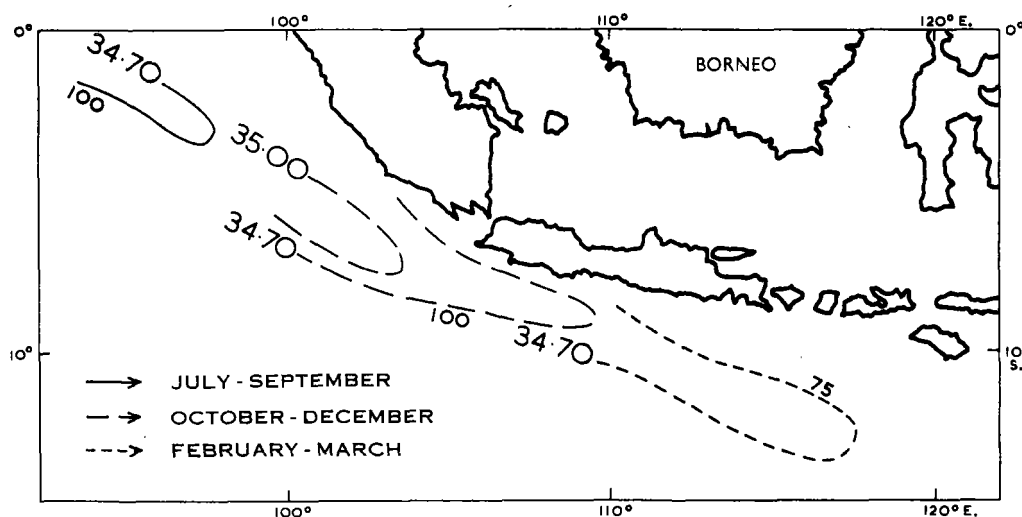 100° 110° 120° E.
0° 0°
BORNEO
34·70
100
35·00
34·70
100
34·70
75
10° 10° S.
JULY - SEPTEMBER
OCTOBER - DECEMBER
FEBRUARY - MARCH
100° 110° 120° E.